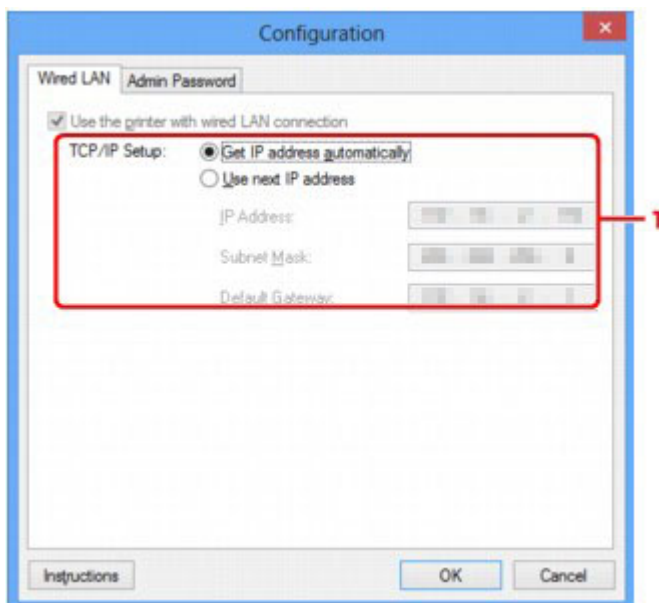 Configuration
Wired LAN
Admin Password
Use the printer with wired LAN connection
TCP/IP Setup:
Get IP address automatically
Use next IP address
IP Address:
1
Subnet Mask:
Default Gateway:
Instructions
OK
Cancel